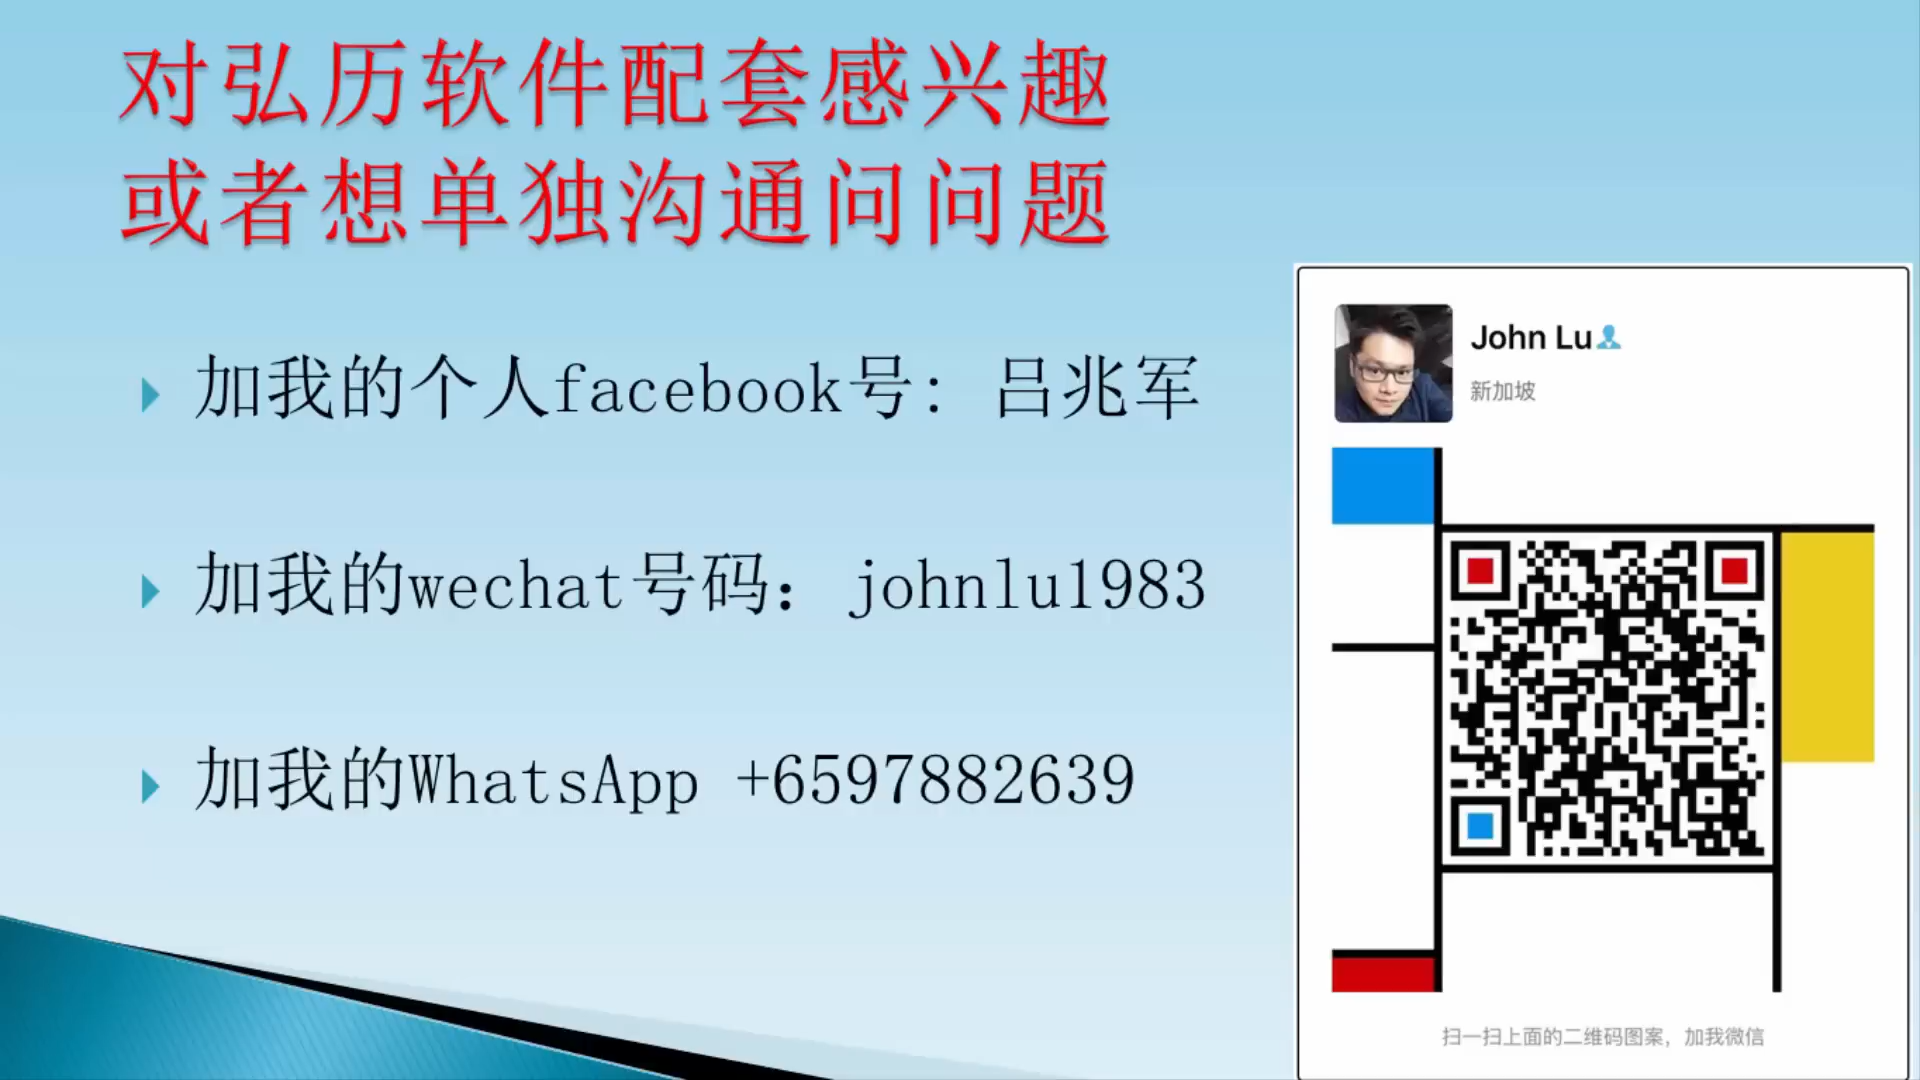 对弘历软件配套感兴趣
或者想单独沟通问问题
加我的个人facebook号: 吕兆军
加我的wechat号码： johnlu1983
加我的WhatsApp +6597882639
John Lu
新加坡
扫一扫上面的二维码图案，加我微信